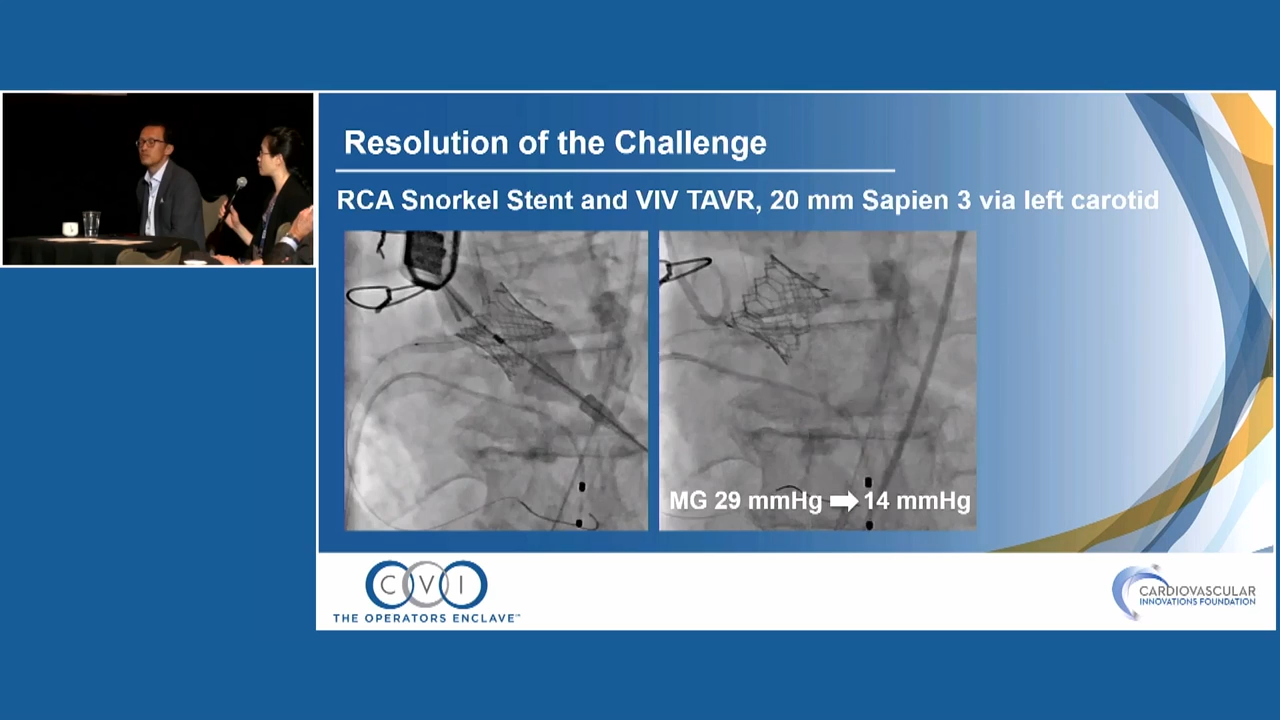 Resolution of the Challenge
RCA Snorkel Stent and VIV TAVR, 20 mm Sapien 3 via left carotid
MG 29 mmHg 14 mmHg
CVI
THE OPERATORS ENCLAVE™
CARDIOVASCULAR
INNOVATIONS FOUNDATION